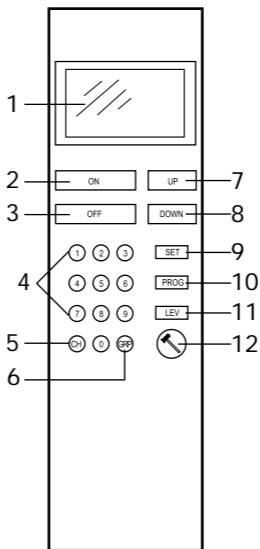 1
2 ON UP 7
3 OFF DOWN 8
1 2 3 SET 9
4 4 5 6 PROG 10
7 8 9 LEV 11
5 CH 0 GRP 12
6